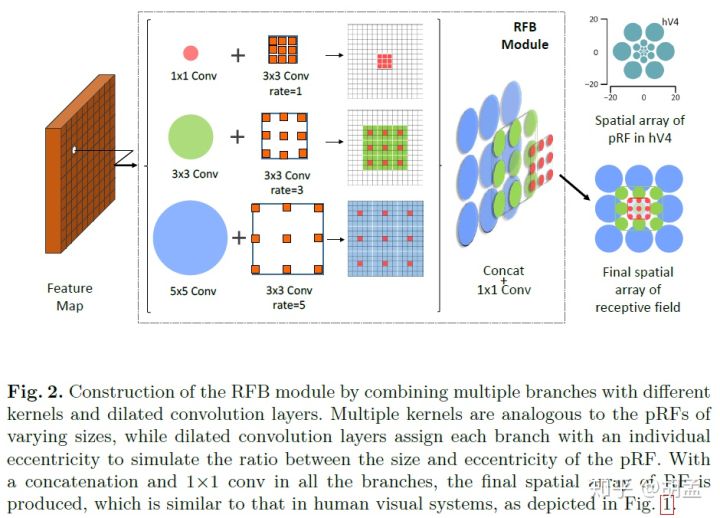 RFB
Module
1x1 Conv
3x3 Conv
rate=1
3x3 Conv
3x3 Conv
rate=3
5x5 Conv
3x3 Conv
rate=5
Feature
Map
Concat
+
1x1 Conv
20
0
−20
−20
0
20
hV4
Spatial array of
pRF in hV4
Final spatial
array of
receptive field
Fig. 2. Construction of the RFB module by combining multiple branches with different
kernels and dilated convolution layers. Multiple kernels are analogous to the pRFs of
varying sizes, while dilated convolution layers assign each branch with an individual
eccentricity to simulate the ratio between the size and eccentricity of the pRF. With
a concatenation and 1×1 conv in all the branches, the final spatial array of RF is
produced, which is similar to that in human visual systems, as depicted in Fig. 1.
知乎 @胡孟